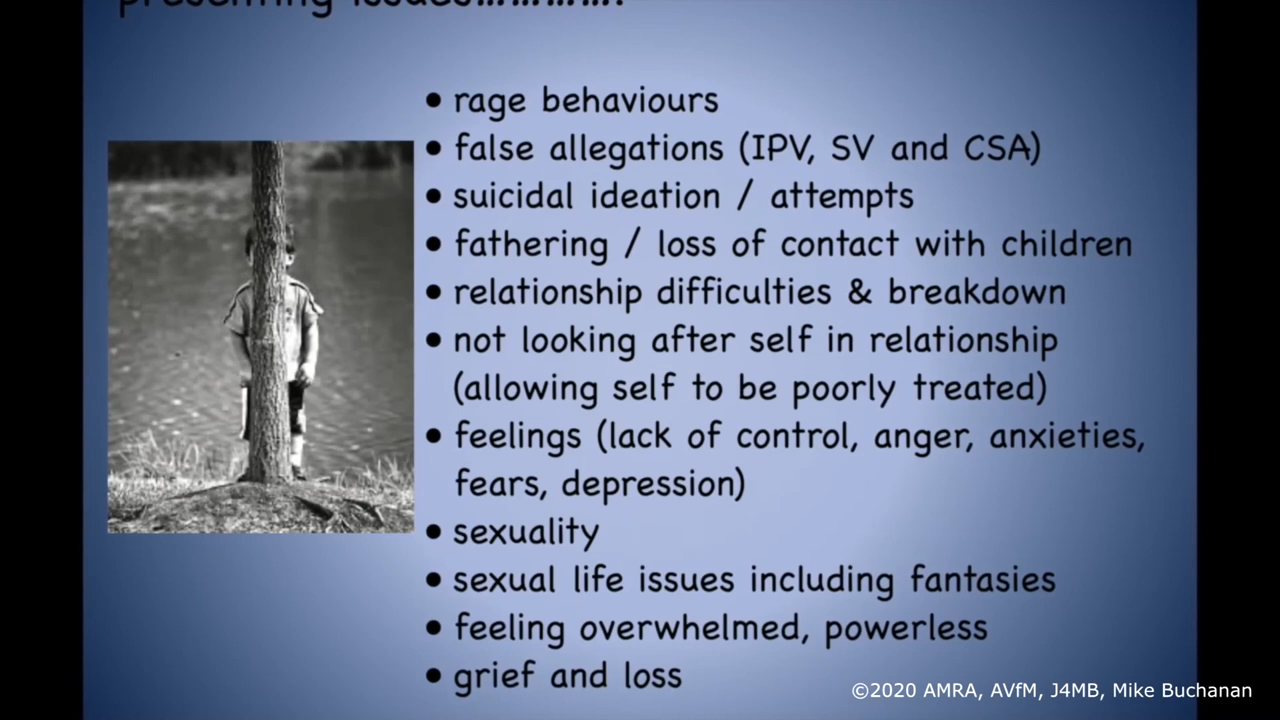 presenting issues…………:
• rage behaviours
• false allegations (IPV, SV and CSA)
• suicidal ideation / attempts
• fathering / loss of contact with children
• relationship difficulties & breakdown
• not looking after self in relationship
(allowing self to be poorly treated)
• feelings (lack of control, anger, anxieties,
fears, depression)
• sexuality
• sexual life issues including fantasies
• feeling overwhelmed, powerless
• grief and loss
©2020 AMRA, AVfM, J4MB, Mike Buchanan